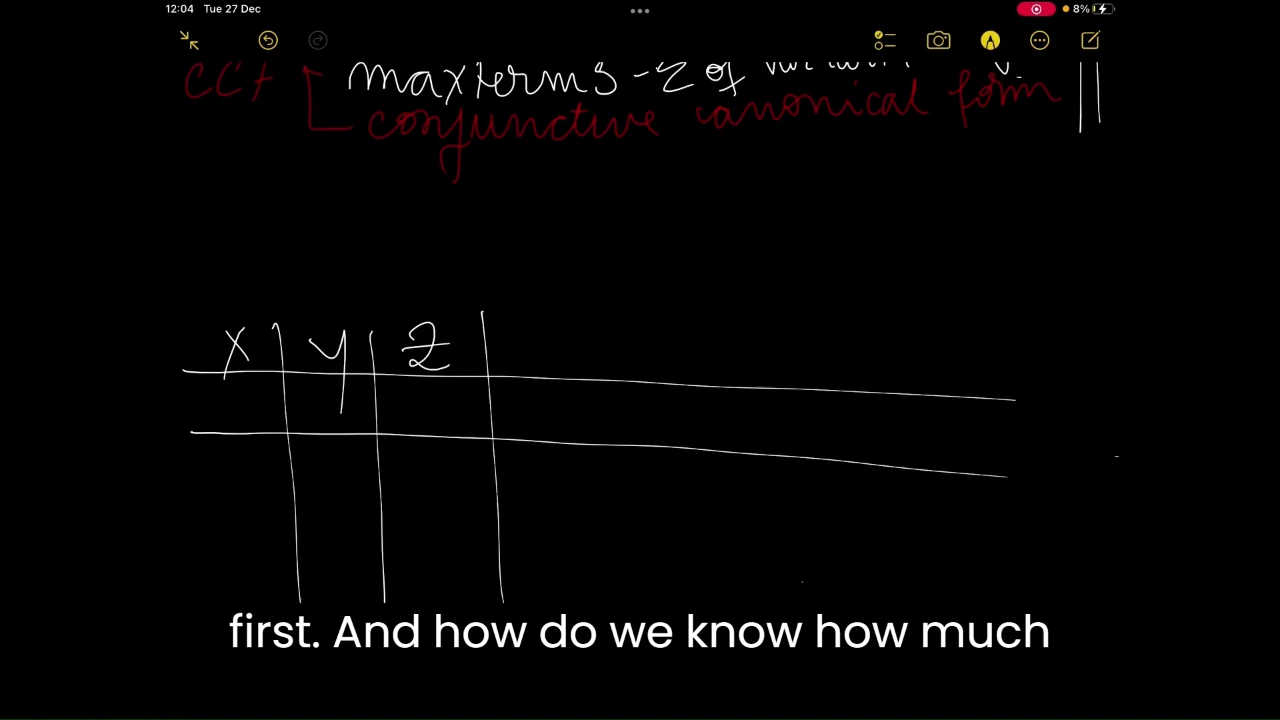 12:04 Tue 27 Dec
8%
maxterms - Σ of
CCF
conjunctive canonical form
x y z
first. And how do we know how much